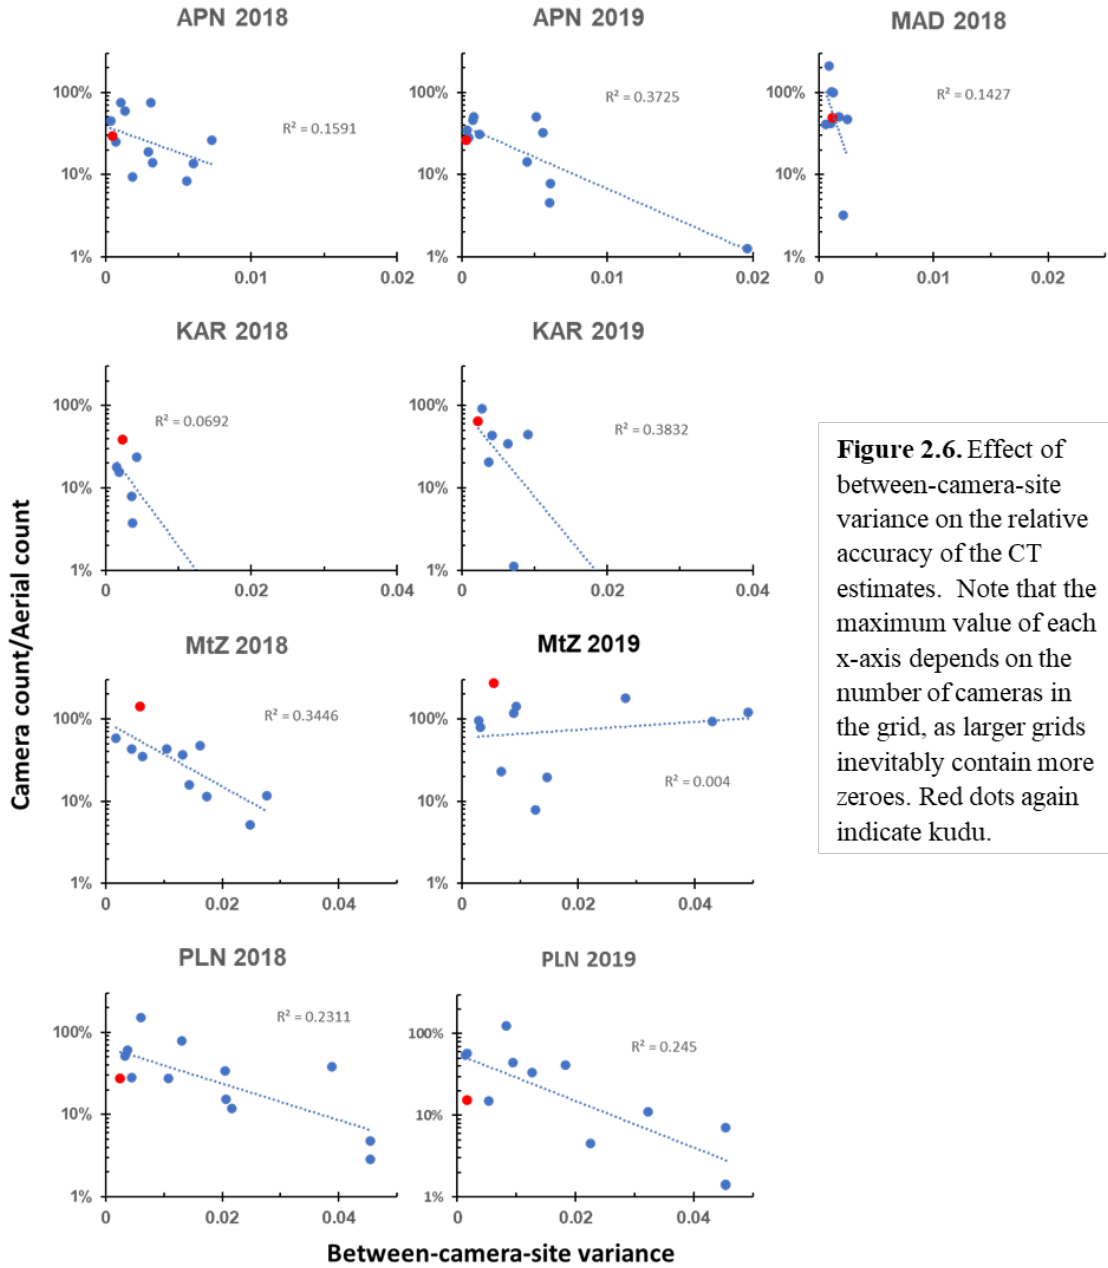 APN 2018
APN 2019
MAD 2018
100%
10%
1%
0
0.01
0.02
R² = 0.1591
100%
10%
1%
0
0.01
0.02
R² = 0.3725
100%
10%
1%
0
0.01
0.02
R² = 0.1427
KAR 2018
KAR 2019
100%
10%
1%
0
0.02
0.04
R² = 0.0692
100%
10%
1%
0
0.02
0.04
R² = 0.3832
Figure 2.6. Effect of
between-camera-site
variance on the relative
accuracy of the CT
estimates. Note that the
maximum value of each
x-axis depends on the
number of cameras in
the grid, as larger grids
inevitably contain more
zeroes. Red dots again
indicate kudu.
Camera count/Aerial count
MtZ 2018
MtZ 2019
100%
10%
1%
0
0.02
0.04
R² = 0.3446
100%
10%
1%
0
0.02
0.04
R² = 0.004
PLN 2018
PLN 2019
100%
10%
1%
0
0.02
0.04
R² = 0.2311
100%
10%
1%
0
0.02
0.04
R² = 0.245
Between-camera-site variance